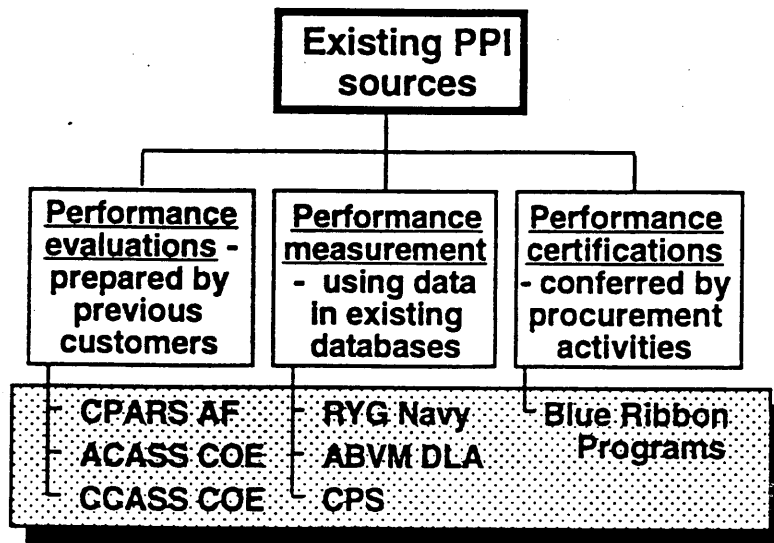 Existing PPI
sources
Performance
evaluations -
prepared by
previous
customers
Performance
measurement
- using data
in existing
databases
Performance
certifications
- conferred by
procurement
activities
CPARS AF
ACASS COE
CCASS COE
RYG Navy
ABVM DLA
CPS
Blue Ribbon
Programs